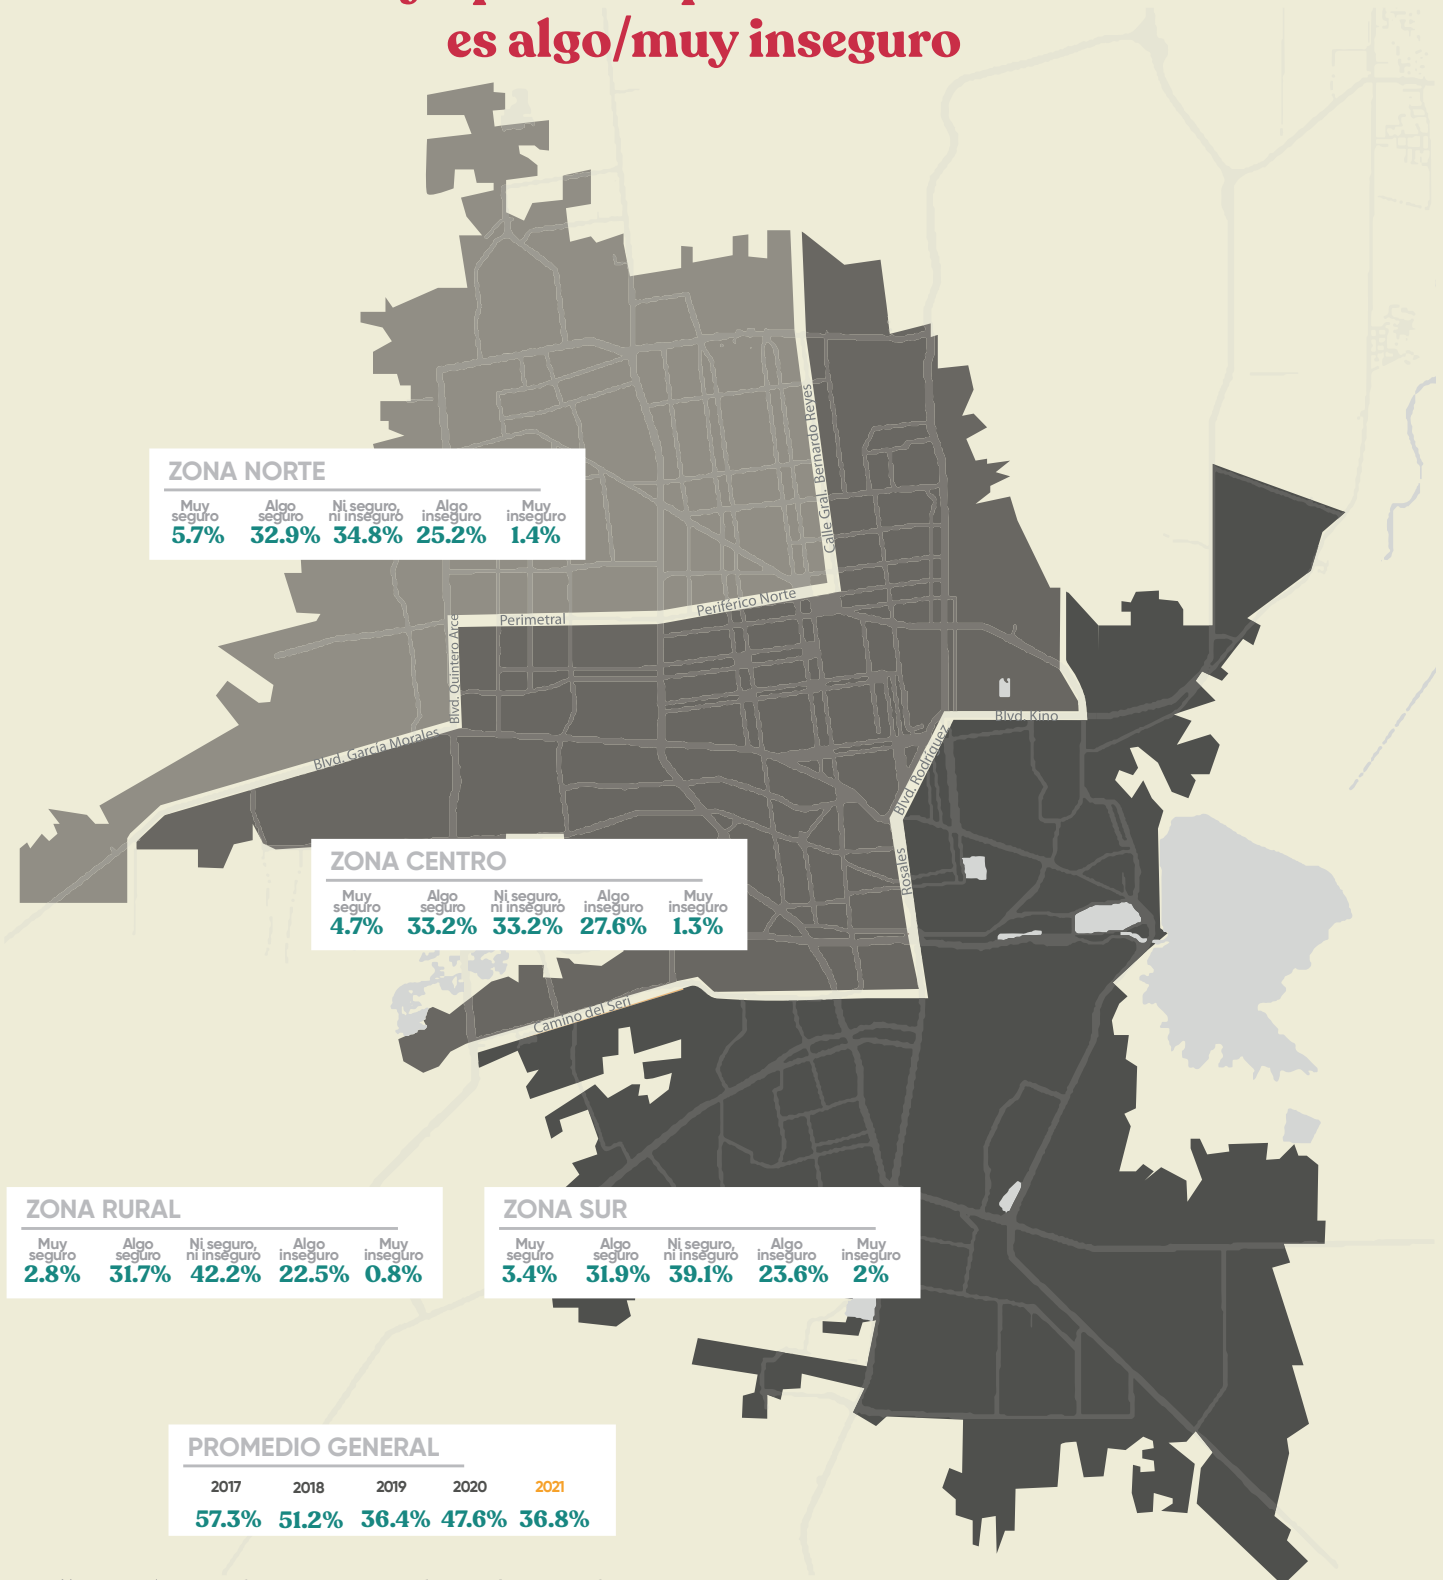 es algo/muy inseguro
Calle Gral. Bernardo Reyes
ZONA NORTE
Muy seguro
Algo seguro
Ni seguro, ni inseguro
Algo inseguro
Muy inseguro
5.7% 32.9% 34.8% 25.2% 1.4%
Periférico Norte
Perimetral
Blvd. Quintero Arce
Blvd. García Morales
Blvd. Kino
Blvd. Rodríguez
Rosales
ZONA CENTRO
Muy seguro
Algo seguro
Ni seguro, ni inseguro
Algo inseguro
Muy inseguro
4.7% 33.2% 33.2% 27.6% 1.3%
Camino del Seri
ZONA RURAL
Muy seguro
Algo seguro
Ni seguro, ni inseguro
Algo inseguro
Muy inseguro
2.8% 31.7% 42.2% 22.5% 0.8%
ZONA SUR
Muy seguro
Algo seguro
Ni seguro, ni inseguro
Algo inseguro
Muy inseguro
3.4% 31.9% 39.1% 23.6% 2%
PROMEDIO GENERAL
2017 2018 2019 2020 2021
57.3% 51.2% 36.4% 47.6% 36.8%